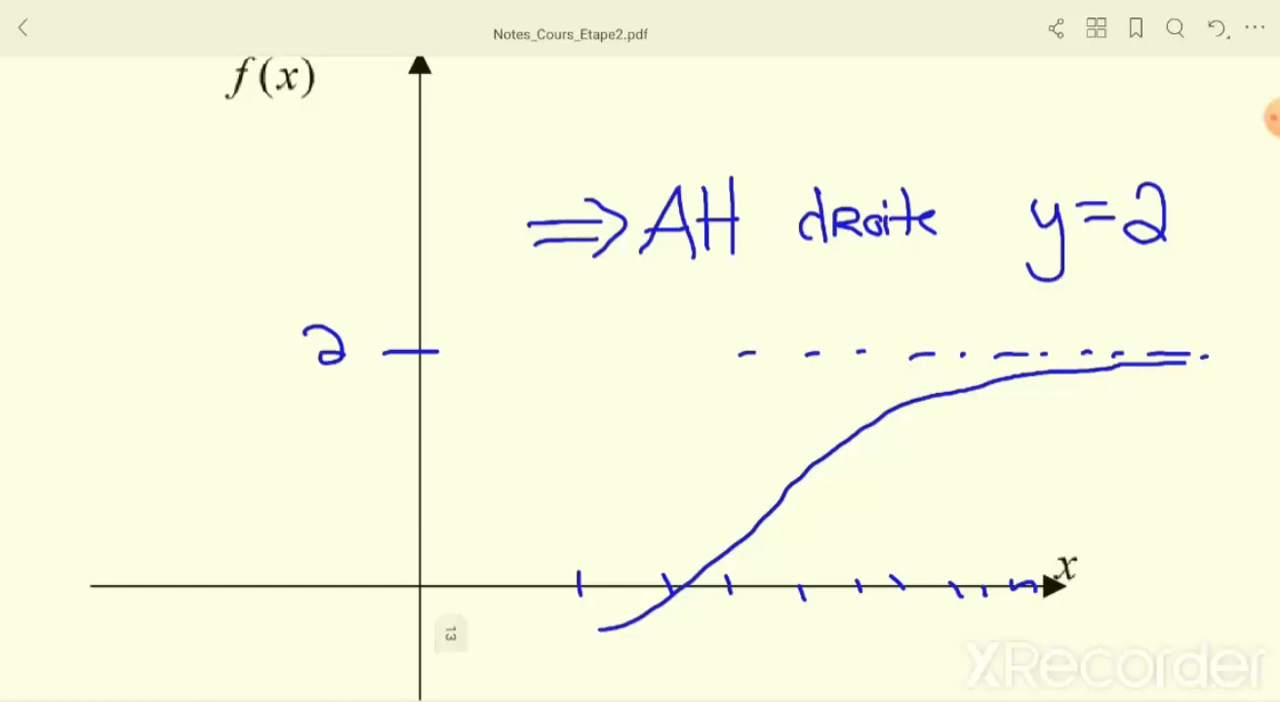 Notes_Cours_Etape2.pdf
f(x)
⇒ AH droite y=2
2
x
13
XRecorder